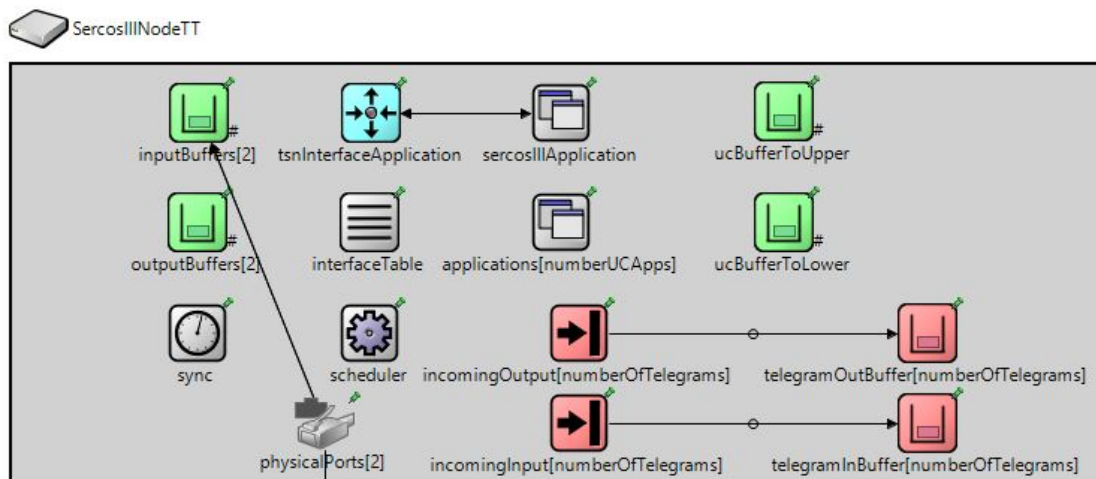 SercosIIINodeTT
inputBuffers[2]
tsnInterfaceApplication
sercosIIIApplication
ucBufferToUpper
outputBuffers[2]
interfaceTable
applications[numberUCApps]
ucBufferToLower
sync
scheduler
incomingOutput[numberOfTelegrams]
telegramOutBuffer[numberOfTelegrams]
physicalPorts[2]
incomingInput[numberOfTelegrams]
telegramInBuffer[numberOfTelegrams]
#
#
#
#